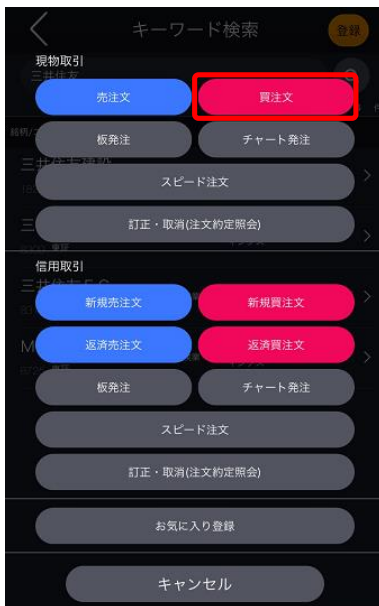 キーワード検索
登録
現物取引
三井住友
売注文
買注文
板発注
チャート発注
スピード注文
訂正・取消(注文約定照会)
信用取引
新規売注文
新規買注文
返済売注文
返済買注文
板発注
チャート発注
スピード注文
訂正・取消(注文約定照会)
お気に入り登録
キャンセル